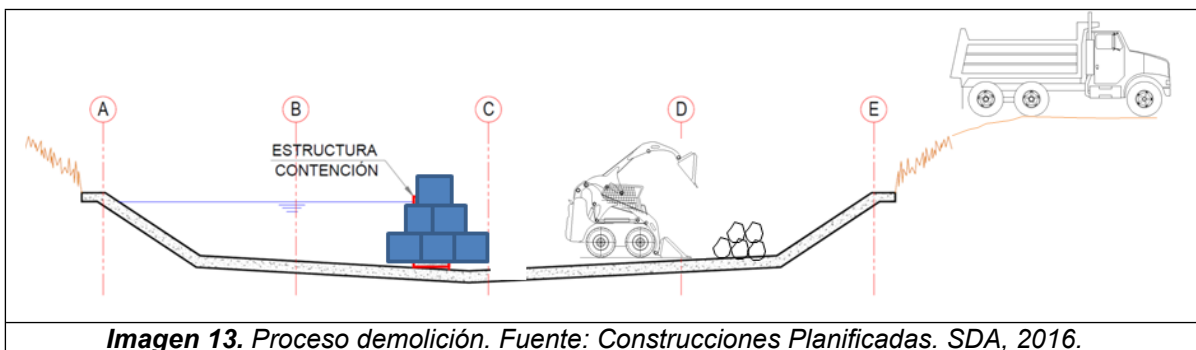 A
B
C
D
E
ESTRUCTURA
CONTENCIÓN
Imagen 13. Proceso demolición. Fuente: Construcciones Planificadas. SDA, 2016.